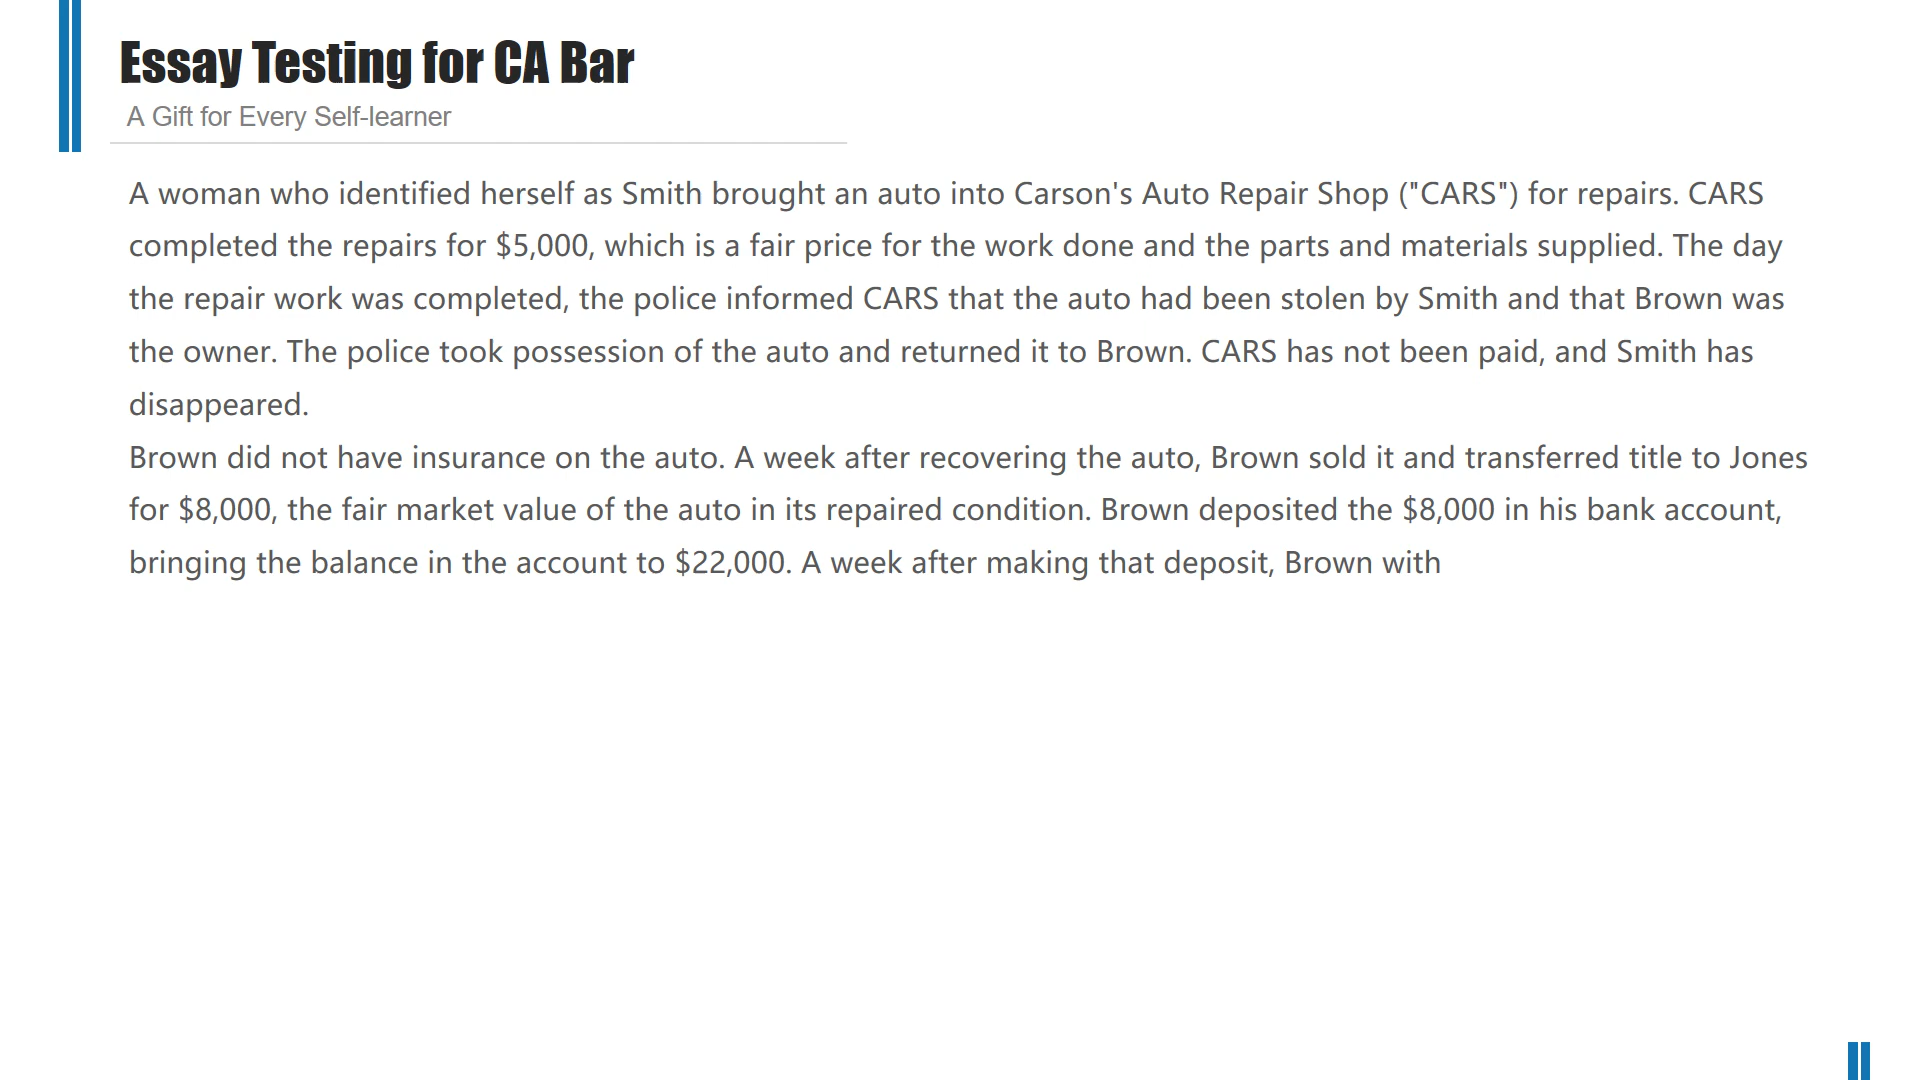 Essay Testing for CA Bar
A Gift for Every Self-learner
A woman who identified herself as Smith brought an auto into Carson's Auto Repair Shop ("CARS") for repairs. CARS
completed the repairs for $5,000, which is a fair price for the work done and the parts and materials supplied. The day
the repair work was completed, the police informed CARS that the auto had been stolen by Smith and that Brown was
the owner. The police took possession of the auto and returned it to Brown. CARS has not been paid, and Smith has
disappeared.
Brown did not have insurance on the auto. A week after recovering the auto, Brown sold it and transferred title to Jones
for $8,000, the fair market value of the auto in its repaired condition. Brown deposited the $8,000 in his bank account,
bringing the balance in the account to $22,000. A week after making that deposit, Brown with